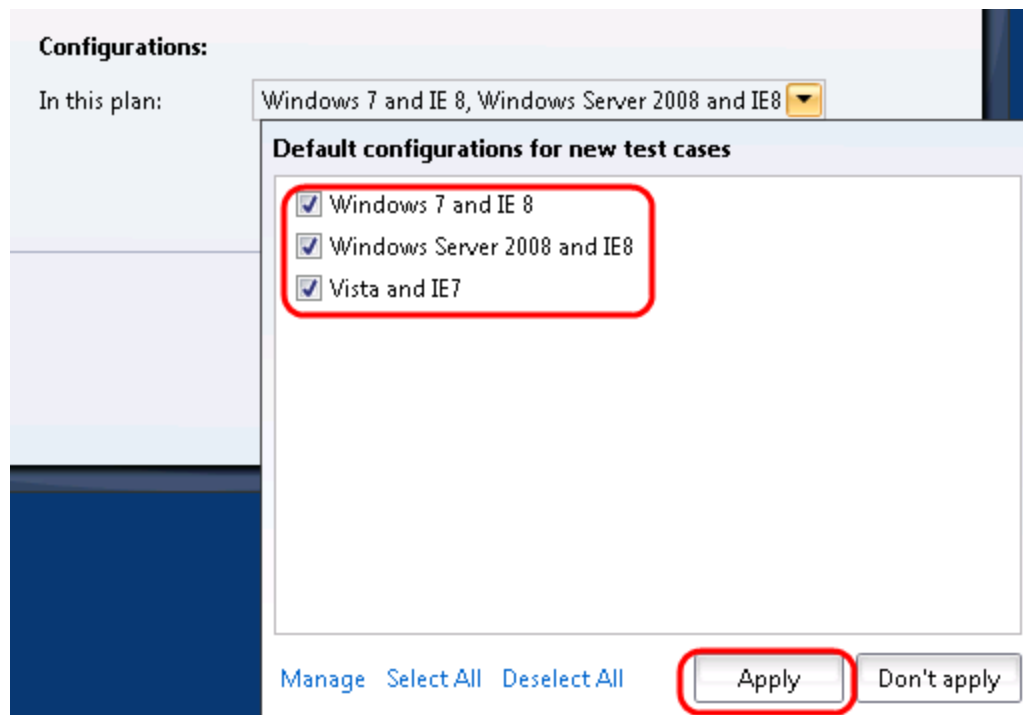 Configurations:
In this plan: Windows 7 and IE 8, Windows Server 2008 and IE8
Default configurations for new test cases
Windows 7 and IE 8
Windows Server 2008 and IE8
Vista and IE7
Manage Select All Deselect All Apply Don't apply